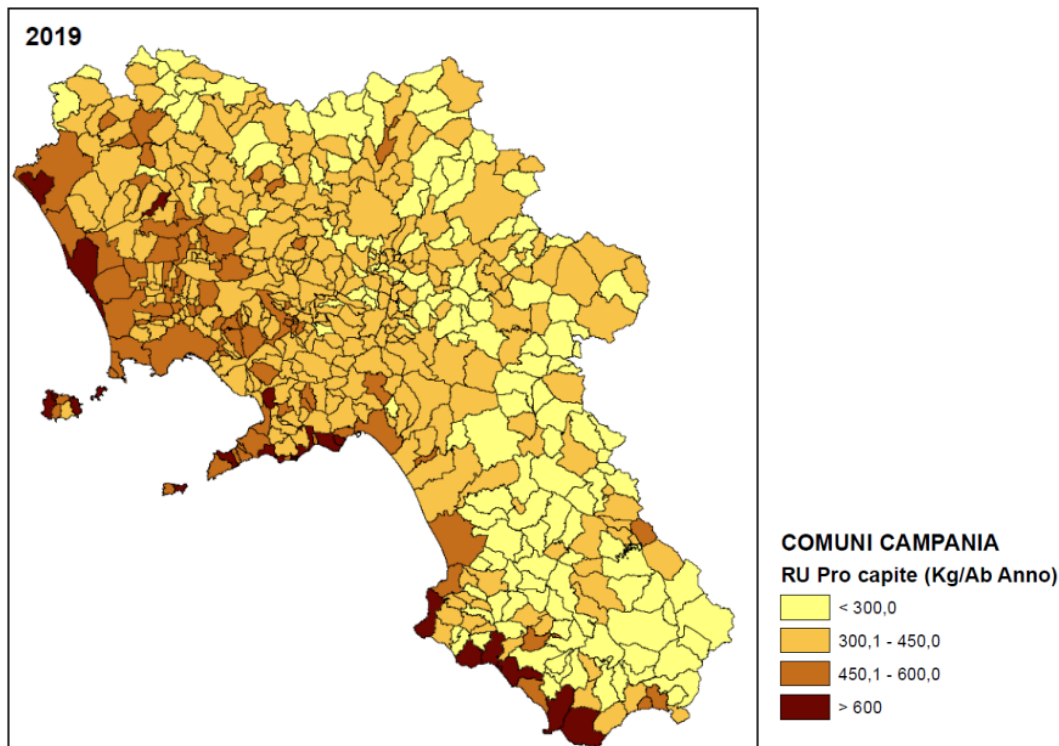 2019
COMUNI CAMPANIA
RU Pro capite (Kg/Ab Anno)
< 300,0
300,1 - 450,0
450,1 - 600,0
> 600